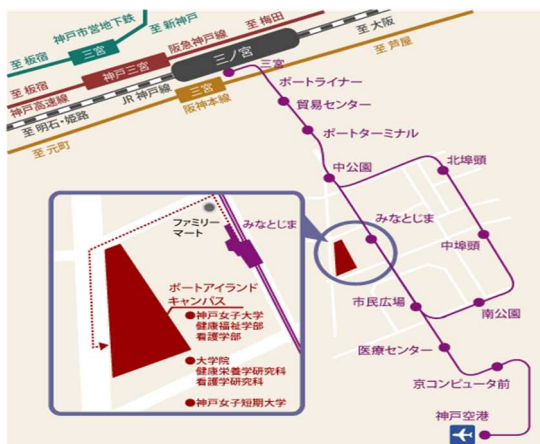 神戸市営地下鉄
至 新神戸
至 梅田
至 大阪
至 芦屋
三宮
至 板宿
阪急神戸線
神戸三宮
三ノ宮
至 板宿
神戸高速線
JR 神戸線
三宮
阪神本線
至 明石・姫路
至 元町
三宮
ポートライナー
貿易センター
ポートターミナル
中公園
北埠頭
みなとじま
中埠頭
市民広場
南公園
医療センター
京コンピュータ前
神戸空港
ファミリー
マート
みなとじま
ポートアイランド
キャンパス
●神戸女子大学
健康福祉学部
看護学部
●大学院
健康栄養学研究科
看護学研究科
●神戸女子短期大学